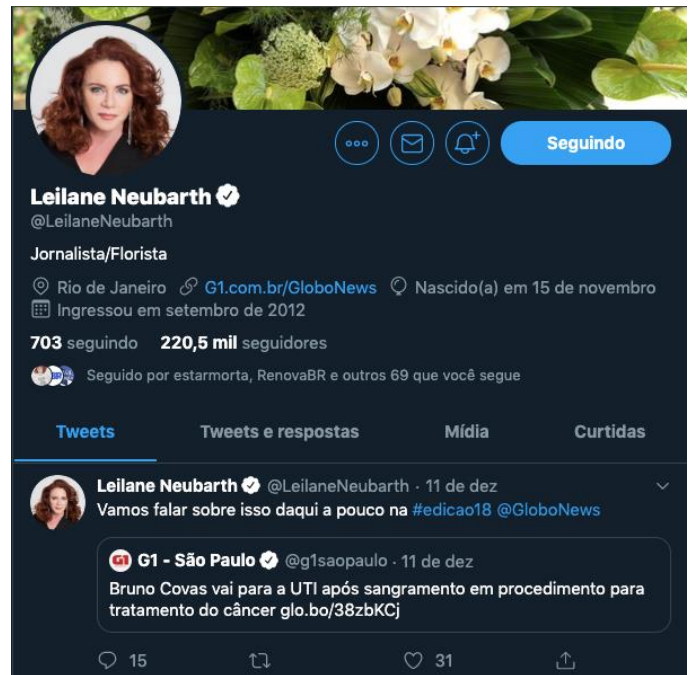 Seguindo
Leilane Neubarth
@LeilaneNeubarth
Jornalista/Florista
Rio de Janeiro G1.com.br/GloboNews Nascido(a) em 15 de novembro
Ingressou em setembro de 2012
703 seguindo 220,5 mil seguidores
Seguido por estarmorta, RenovaBR e outros 69 que você segue
Tweets Tweets e respostas Mídia Curtidas
Leilane Neubarth @LeilaneNeubarth · 11 de dez
Vamos falar sobre isso daqui a pouco na #edicao18 @GloboNews
G1 G1 - São Paulo @g1saopaulo · 11 de dez
Bruno Covas vai para a UTI após sangramento em procedimento para
tratamento do câncer glo.bo/38zbKCj
15 31